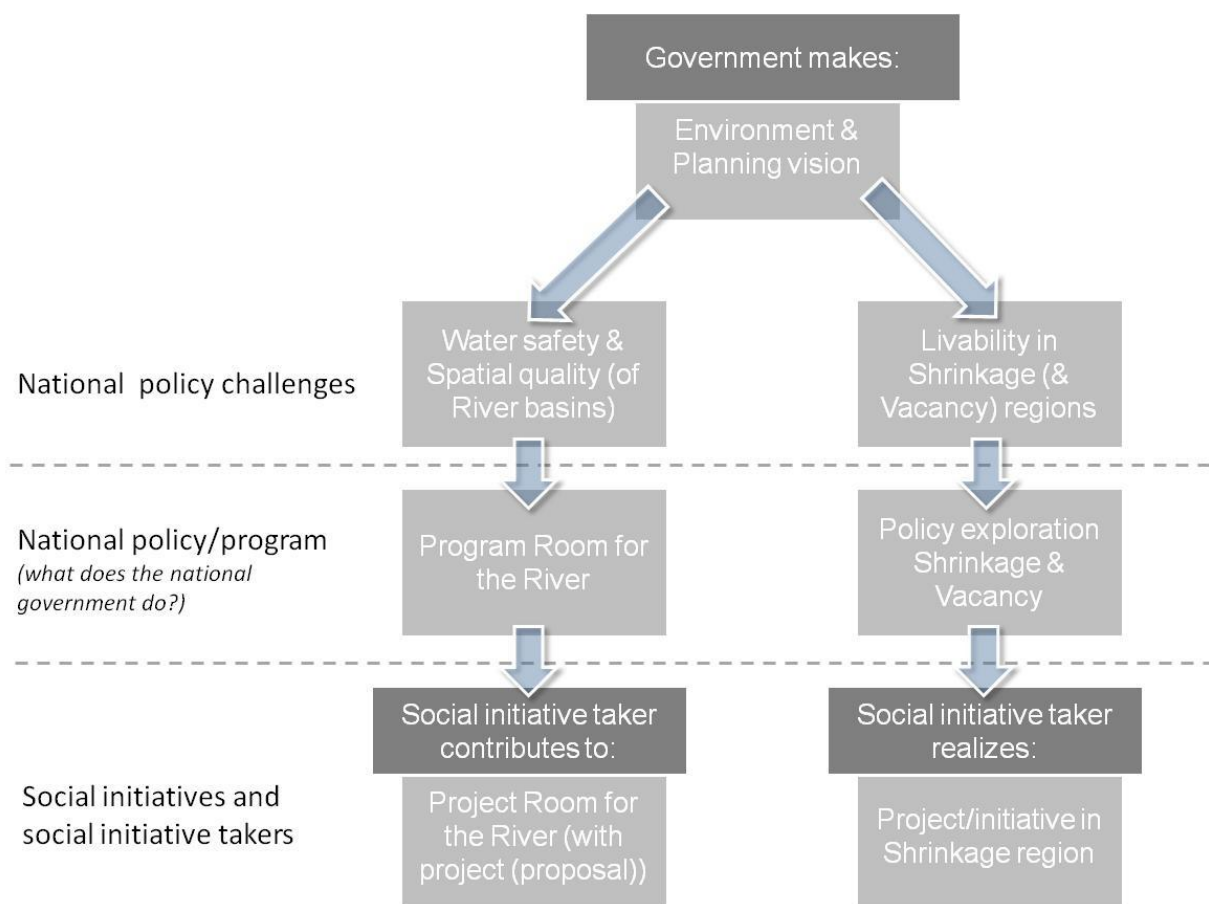 Government makes:
Environment &
Planning vision
National policy challenges
Water safety &
Spatial quality (of
River basins)
Livability in
Shrinkage (&
Vacancy) regions
National policy/program
(what does the national
government do?)
Program Room for
the River
Policy exploration
Shrinkage &
Vacancy
Social initiatives and
social initiative takers
Social initiative taker
contributes to:
Project Room for
the River (with
project (proposal))
Social initiative taker
realizes:
Project/initiative in
Shrinkage region